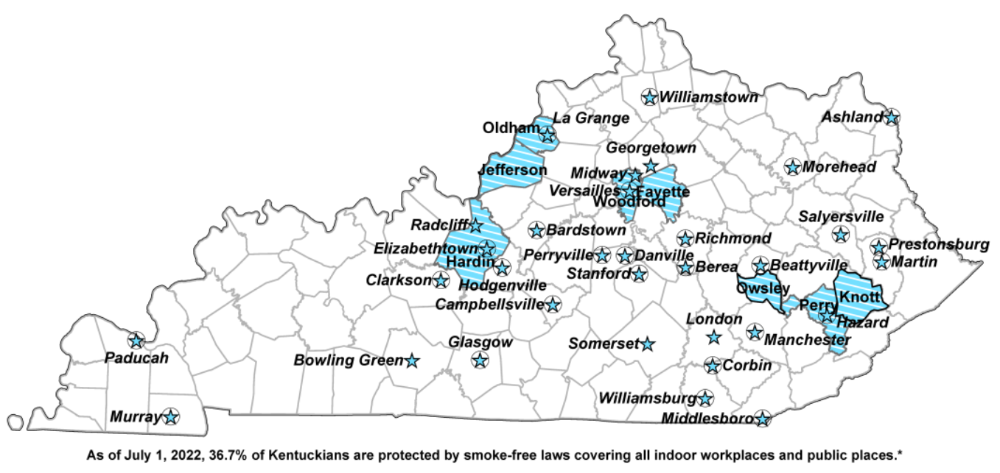 Williamstown
Ashland
La Grange
Oldham
Georgetown
Morehead
Jefferson
Midway
Versailles
Fayette
Woodford
Salyersville
Radcliff
Bardstown
Richmond
Prestonsburg
Elizabethtown
Perryville
Danville
Hardin
Martin
Berea
Beattyville
Stanford
Clarkson
Hodgenville
Owsley
Knott
Campbellsville
Perry
London
Hazard
Manchester
Glasgow
Somerset
Paducah
Bowling Green
Corbin
Williamsburg
Murray
Middlesboro
As of July 1, 2022, 36.7% of Kentuckians are protected by smoke-free laws covering all indoor workplaces and public places.*